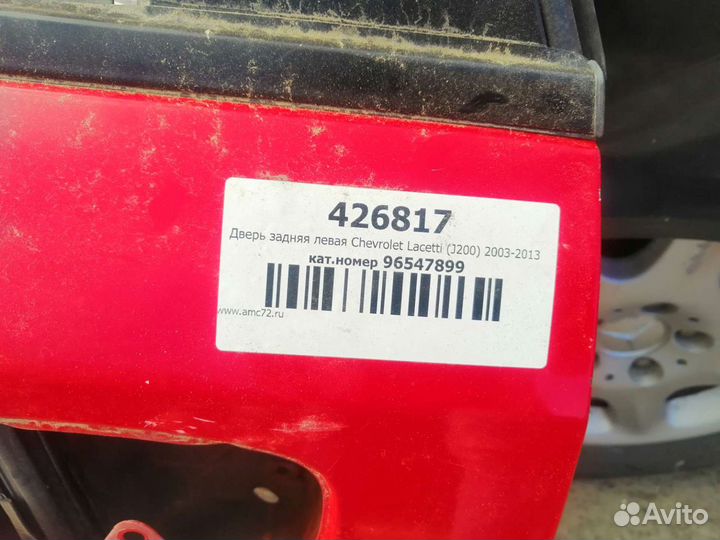 426817
Дверь задняя левая Chevrolet Lacetti (J200) 2003-2013
кат.номер 96547899
www.amc72.ru
Avito